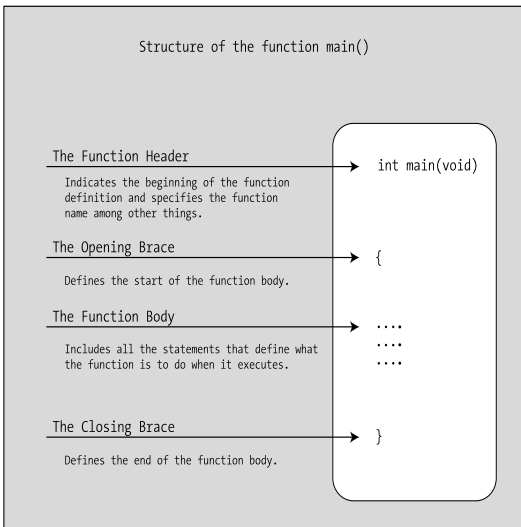 Structure of the function main()
The Function Header
int main(void)
Indicates the beginning of the function
definition and specifies the function
name among other things.
The Opening Brace
{
Defines the start of the function body.
The Function Body
....
....
....
Includes all the statements that define what
the function is to do when it executes.
The Closing Brace
}
Defines the end of the function body.